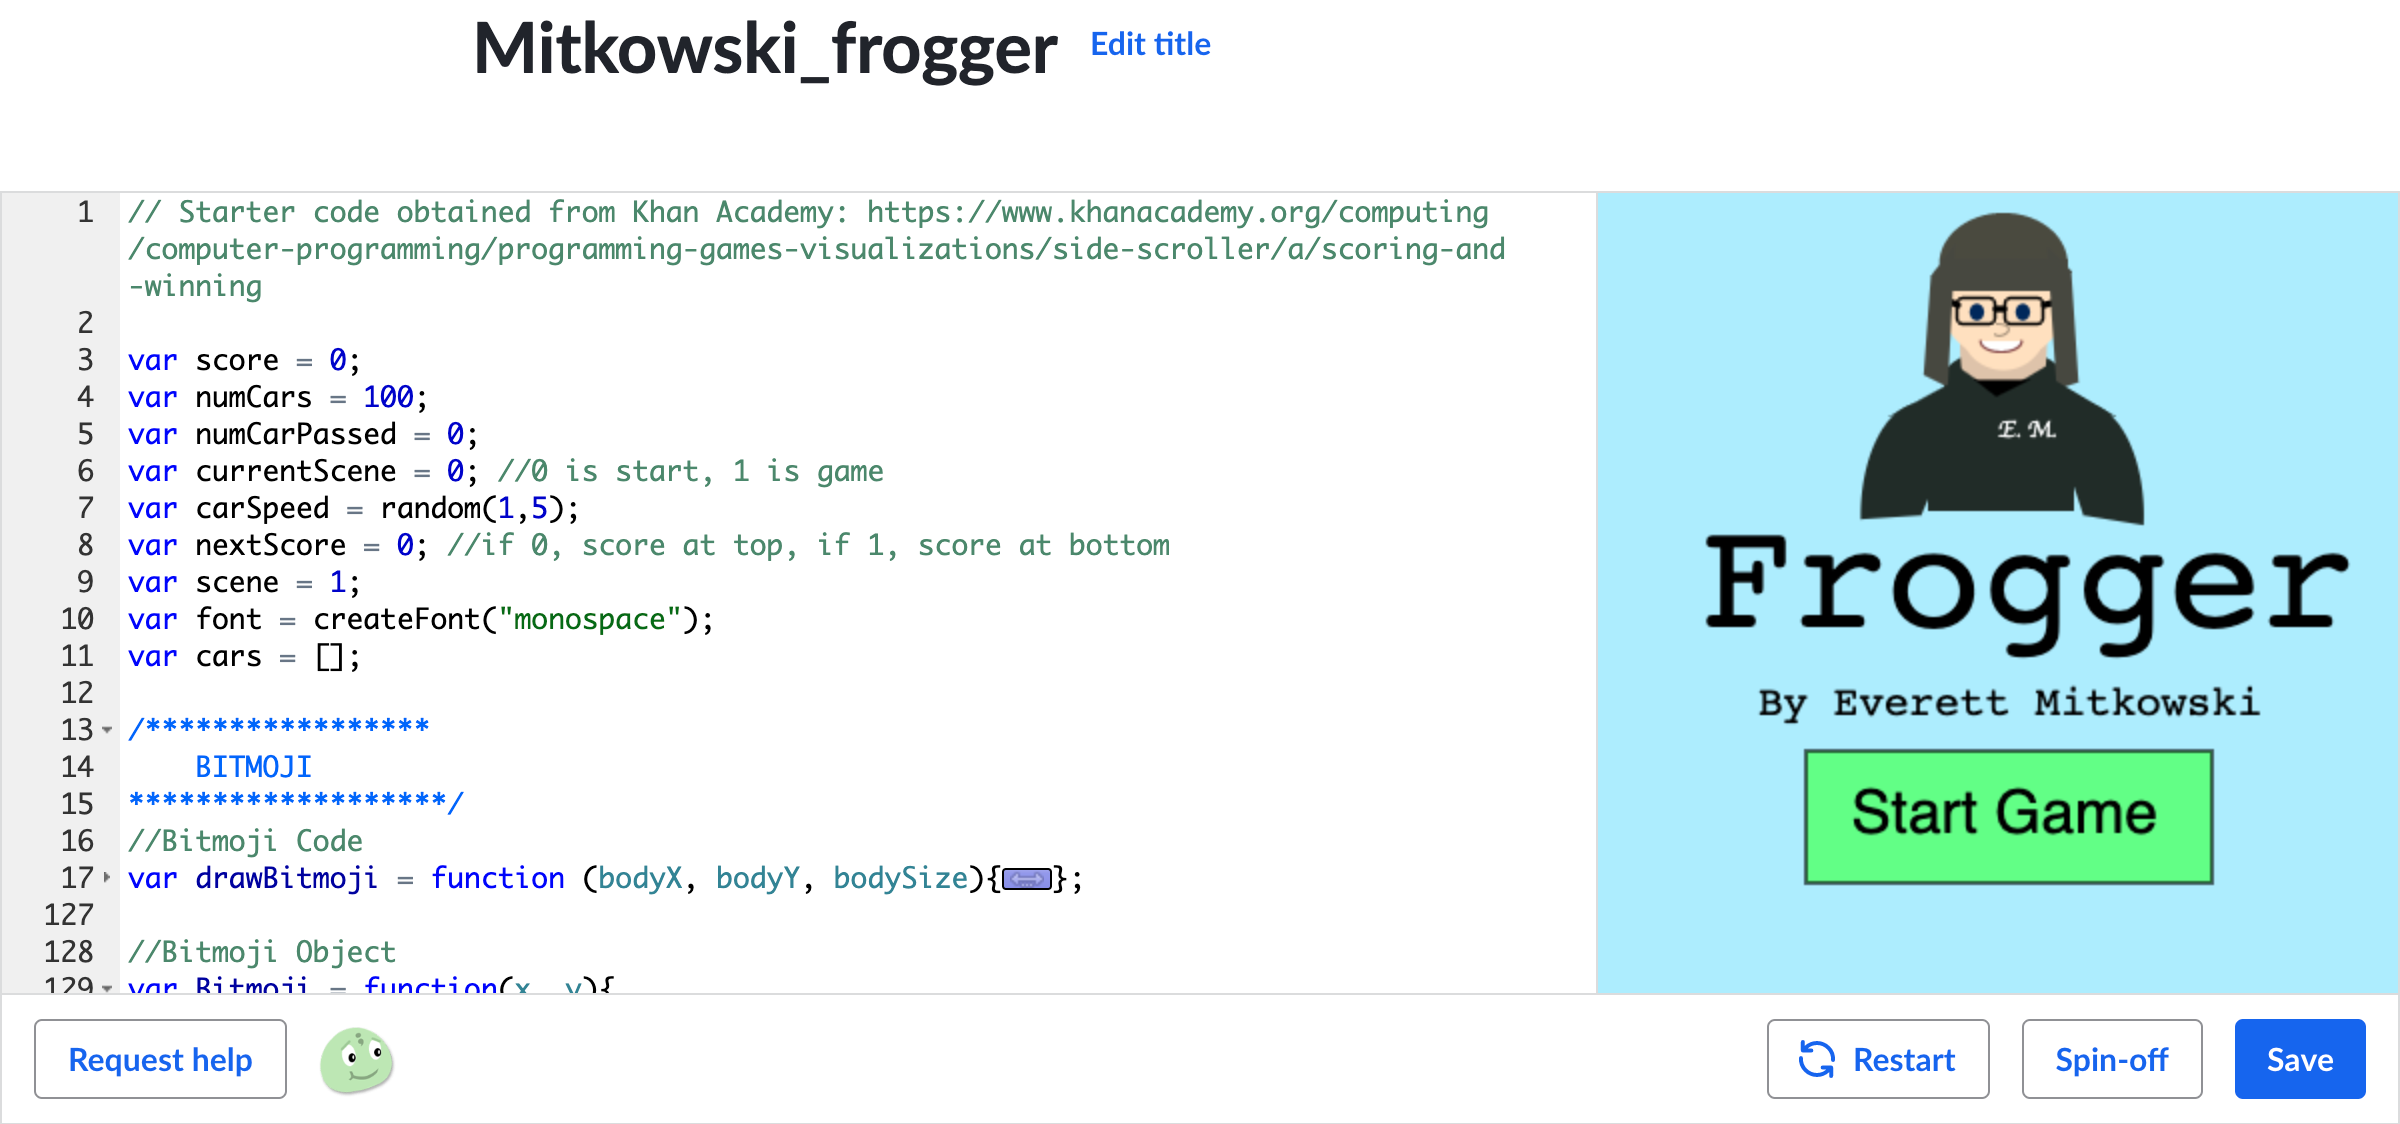 Mitkowski_frogger Edit title
1 // Starter code obtained from Khan Academy: https://www.khanacademy.org/computing
/computer-programming/programming-games-visualizations/side-scroller/a/scoring-and
-winning
2
3 var score = 0;
4 var numCars = 100;
5 var numCarPassed = 0;
6 var currentScene = 0; //0 is start, 1 is game
7 var carSpeed = random(1,5);
8 var nextScore = 0; //if 0, score at top, if 1, score at bottom
9 var scene = 1;
10 var font = createFont("monospace");
11 var cars = [];
12
13 /*****************
14 BITMOJI
15 *******************/
16 //Bitmoji Code
17 var drawBitmoji = function (bodyX, bodyY, bodySize){};
127
128 //Bitmoji Object
129 var Bitmoji = function(x, y){
E. M.
Frogger
By Everett Mitkowski
Start Game
Request help
Restart
Spin-off
Save